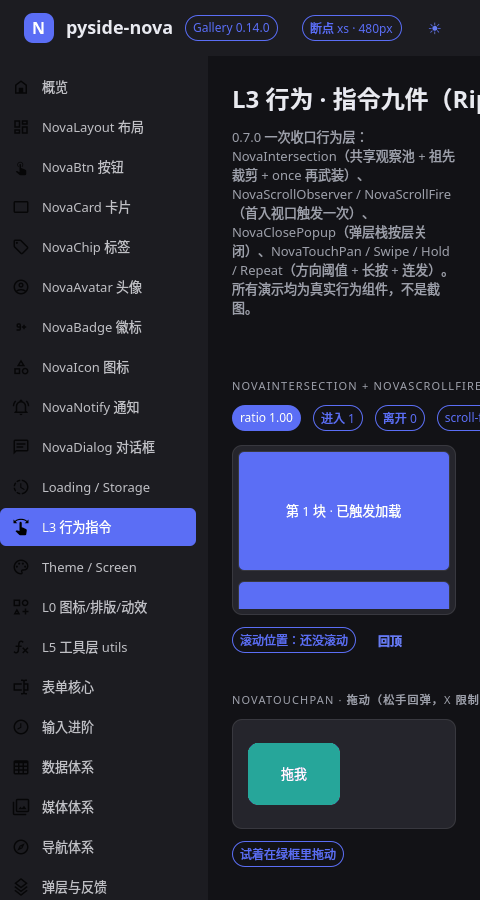 N pyside-nova Gallery 0.14.0 断点 xs · 480px
概览
NovaLayout 布局
NovaBtn 按钮
NovaCard 卡片
NovaChip 标签
NovaAvatar 头像
9+ NovaBadge 徽标
NovaIcon 图标
NovaNotify 通知
NovaDialog 对话框
Loading / Storage
L3 行为指令
Theme / Screen
L0 图标/排版/动效
L5 工具层 utils
表单核心
输入进阶
数据体系
媒体体系
导航体系
弹层与反馈
L3 行为 · 指令九件（Rip
0.7.0 一次收口行为层：
NovaIntersection（共享观察池 + 祖先
裁剪 + once 再武装）、
NovaScrollObserver / NovaScrollFire
（首入视口触发一次）、
NovaClosePopup（弹层栈按层关
闭）、NovaTouchPan / Swipe / Hold
/ Repeat（方向阈值 + 长按 + 连发）。
所有演示均为真实行为组件，不是截
图。
NOVAINTERSECTION + NOVASCROLLFIRE
ratio 1.00 进入 1 离开 0 scroll-f
第 1 块 · 已触发加载
滚动位置：还没滚动 回顶
NOVATOUCHPAN · 拖动（松手回弹，X 限制
拖我
试着在绿框里拖动